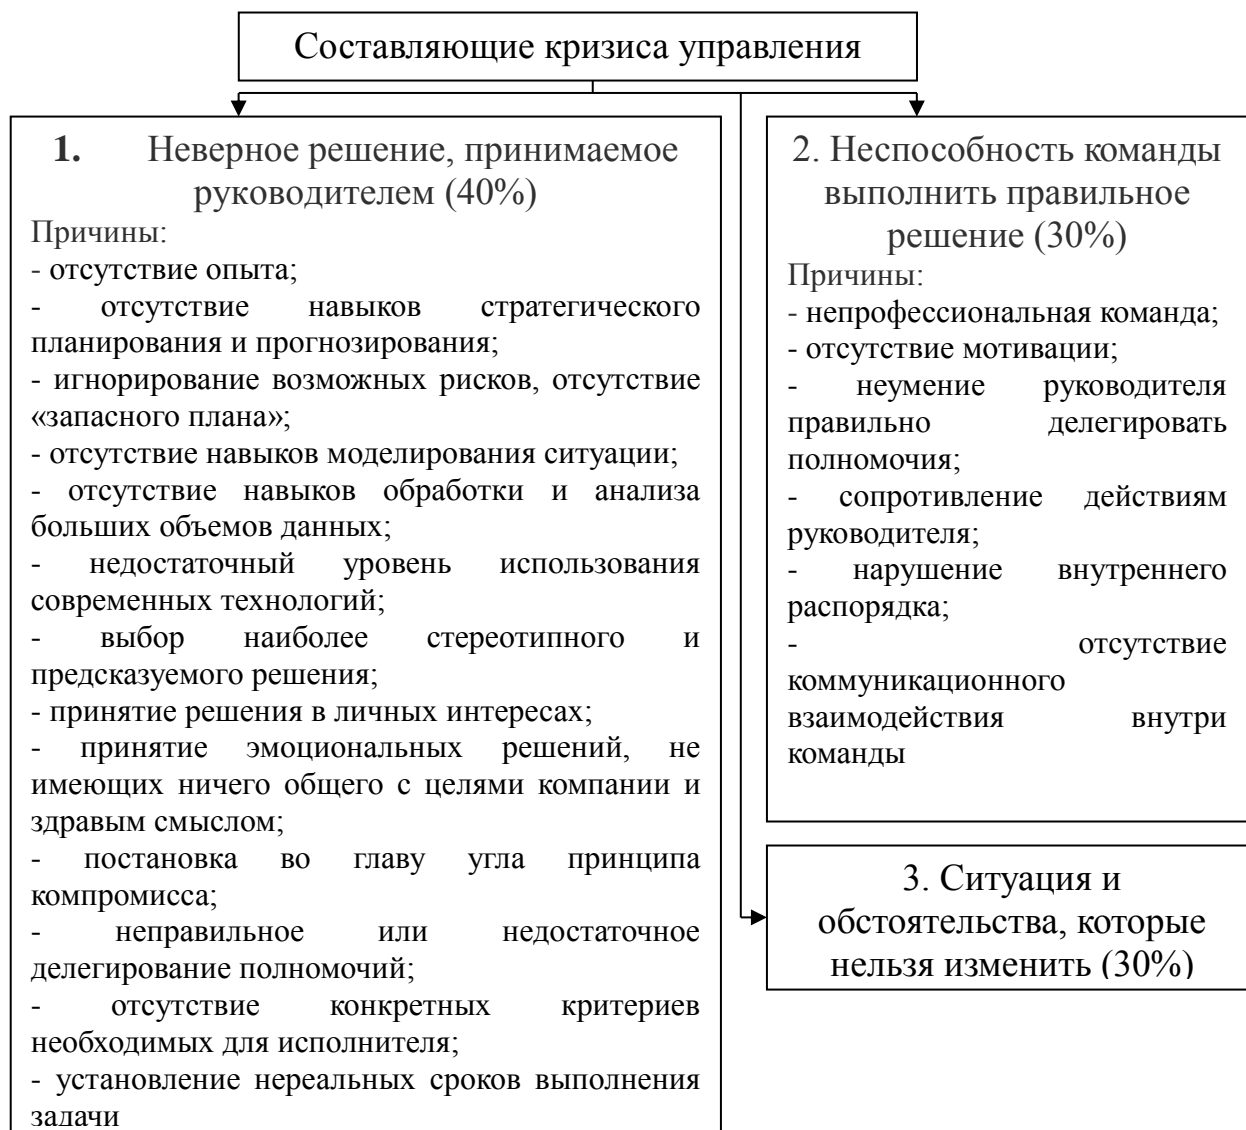 Составляющие кризиса управления
1. Неверное решение, принимаемое
руководителем (40%)
Причины:
- отсутствие опыта;
- отсутствие навыков стратегического
планирования и прогнозирования;
- игнорирование возможных рисков, отсутствие
«запасного плана»;
- отсутствие навыков моделирования ситуации;
- отсутствие навыков обработки и анализа
больших объемов данных;
- недостаточный уровень использования
современных технологий;
- выбор наиболее стереотипного и
предсказуемого решения;
- принятие решения в личных интересах;
- принятие эмоциональных решений, не
имеющих ничего общего с целями компании и
здравым смыслом;
- постановка во главу угла принципа
компромисса;
- неправильное или недостаточное
делегирование полномочий;
- отсутствие конкретных критериев
необходимых для исполнителя;
- установление нереальных сроков выполнения
задачи
2. Неспособность команды
выполнить правильное
решение (30%)
Причины:
- непрофессиональная команда;
- отсутствие мотивации;
- неумение руководителя
правильно делегировать
полномочия;
- сопротивление действиям
руководителя;
- нарушение внутреннего
распорядка;
- отсутствие
коммуникационного
взаимодействия внутри
команды
3. Ситуация и
обстоятельства, которые
нельзя изменить (30%)